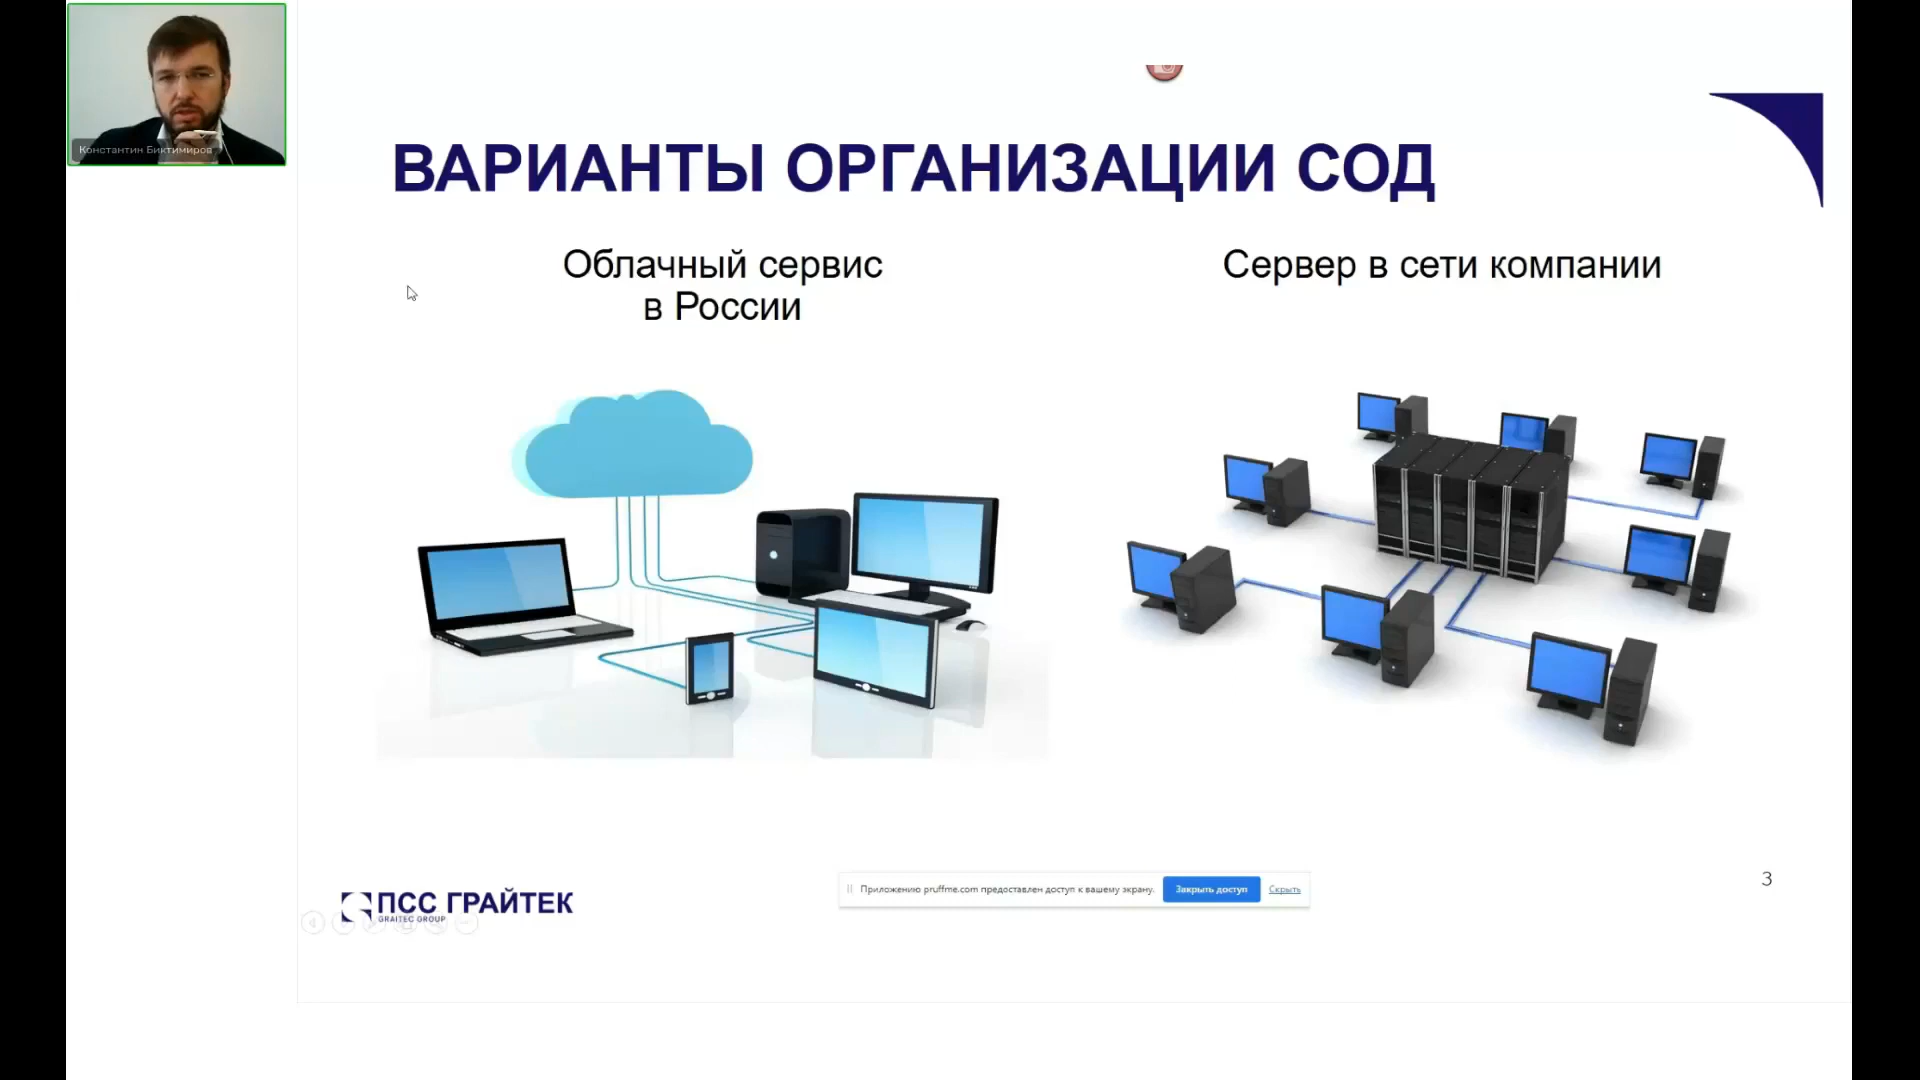 Константин Биктимиров
ВАРИАНТЫ ОРГАНИЗАЦИИ СОД
Облачный сервис
в России
Сервер в сети компании
ПСС ГРАЙТЕК
GRAITEC GROUP
Приложению pruffme.com предоставлен доступ к вашему экрану.
Закрыть доступ
Скрыть
3